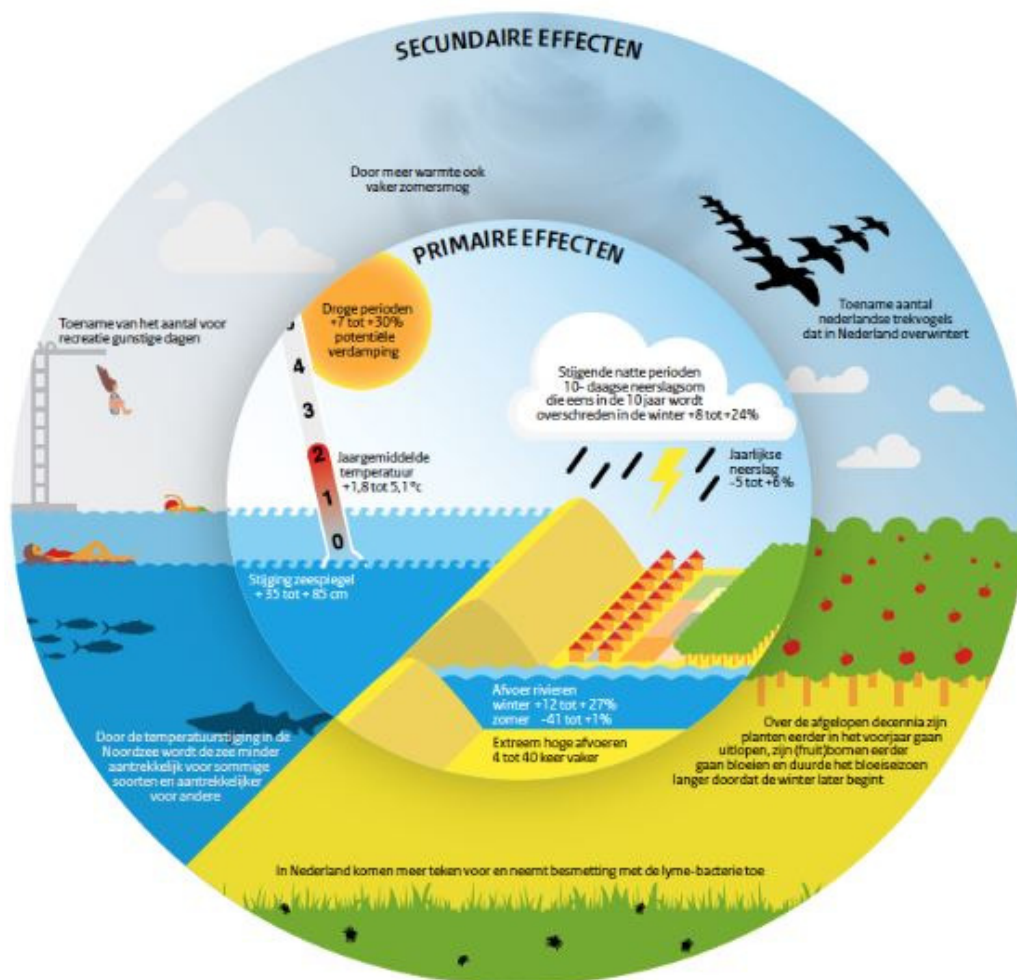 SECUNDAIRE EFFECTEN
Door meer warmte ook
vaker zomersmog
PRIMAIRE EFFECTEN
Toename van het aantal voor
recreatie gunstige dagen
Droge perioden
+7 tot +30%
potentiële
verdamping
Toename aantal
nederlandse trekvogels
dat in Nederland overwintert
4
3
2
1
0
Stijgende natte perioden
10- daagse neerslagsom
die eens in de 10 jaar wordt
overschreden in de winter +8 tot +24%
Jaargemiddelde
temperatuur
+1,8 tot 5,1 °c
Jaarlijkse
neerslag
-5 tot +6 %
Stijging zeespiegel
+ 35 tot + 85 cm
Afvoer rivieren
winter +12 tot + 27%
zomer -41 tot +1%
Extreem hoge afvoeren
4 tot 40 keer vaker
Door de temperatuurstijging in de
Noordzee wordt de zee minder
aantrekkelijk voor sommige
soorten en aantrekkelijker
voor andere
Over de afgelopen decennia zijn
planten eerder in het voorjaar gaan
uitlopen, zijn (fruit)bomen eerder
gaan bloeien en duurde het bloeiseizoen
langer doordat de winter later begint
In Nederland komen meer teken voor en neemt besmetting met de lyme-bacterie toe